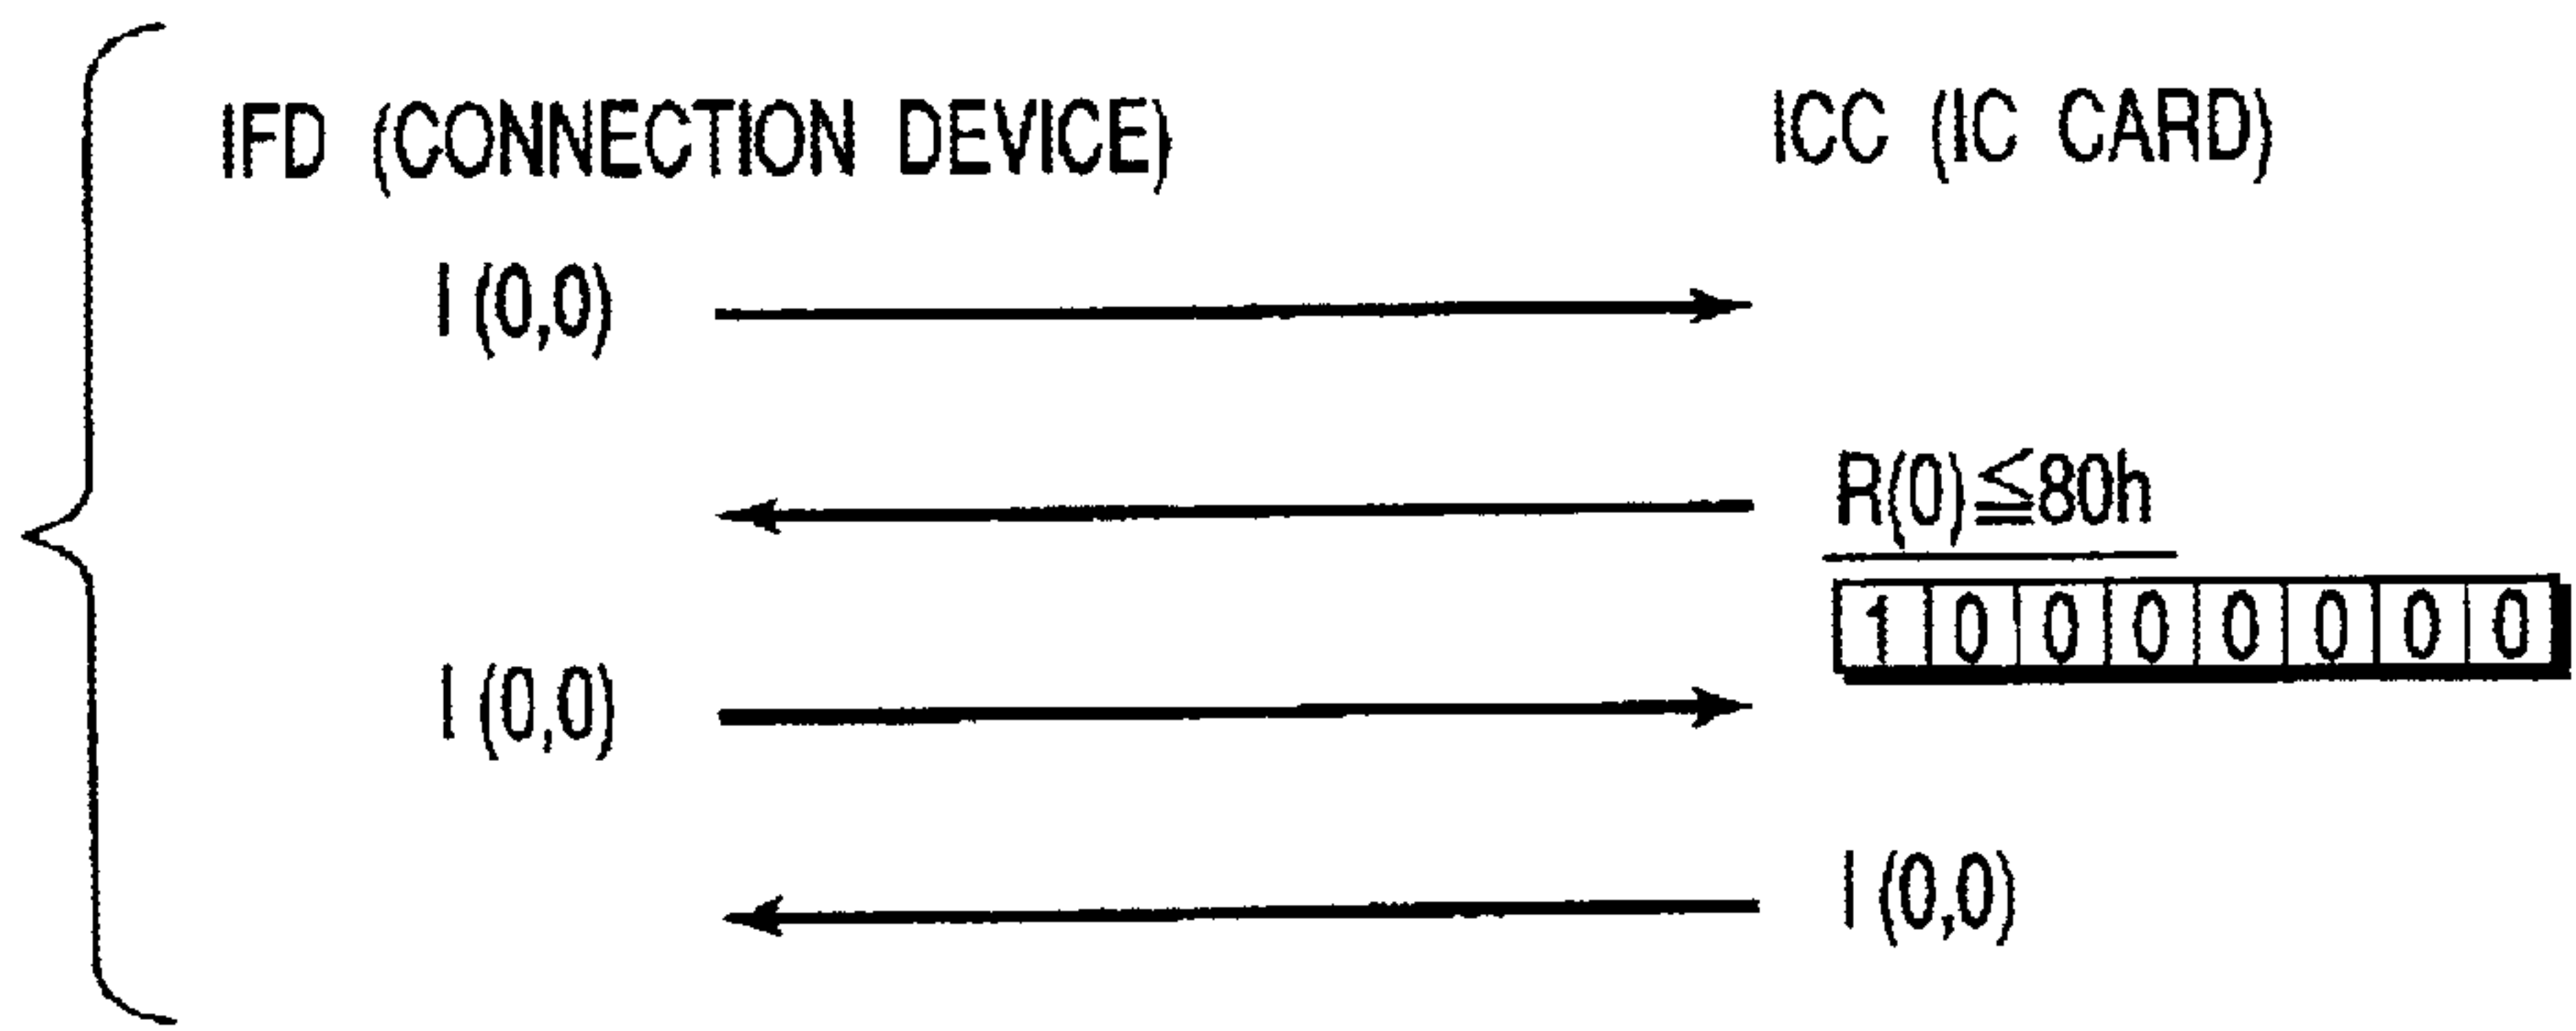 IFD (CONNECTION DEVICE) ICC (IC CARD)
I (0,0)
R(0)≦80h
1 0 0 0 0 0 0 0
I (0,0)
I (0,0)